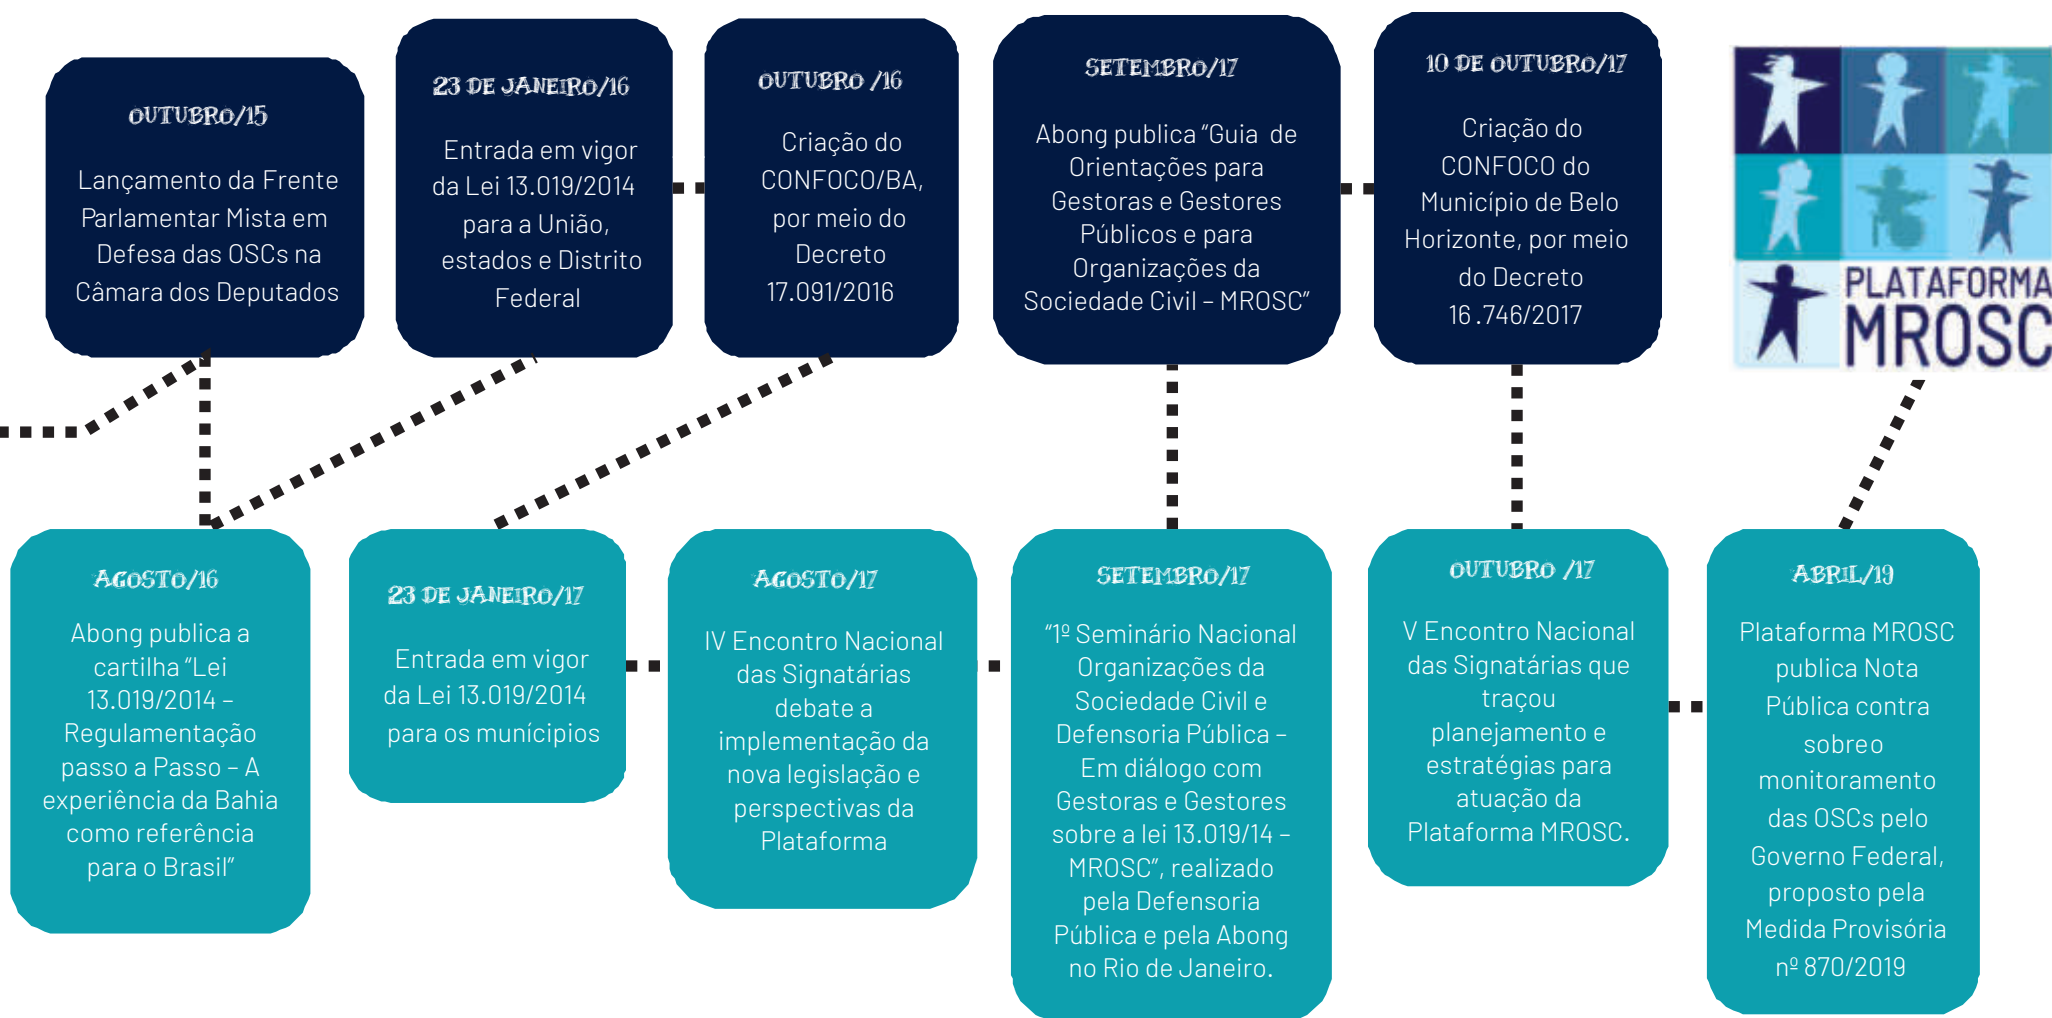 OUTUBRO/15
Lançamento da Frente
Parlamentar Mista em
Defesa das OSCs na
Câmara dos Deputados
23 DE JANEIRO/16
Entrada em vigor
da Lei 13.019/2014
para a União,
estados e Distrito
Federal
OUTUBRO /16
Criação do
CONFOCO/BA,
por meio do
Decreto
17.091/2016
SETEMBRO/17
Abong publica “Guia de
Orientações para
Gestoras e Gestores
Públicos e para
Organizações da
Sociedade Civil – MROSC”
10 DE OUTUBRO/17
Criação do
CONFOCO do
Município de Belo
Horizonte, por meio
do Decreto
16.746/2017
PLATAFORMA
MROSC
AGOSTO/16
Abong publica a
cartilha “Lei
13.019/2014 –
Regulamentação
passo a Passo – A
experiência da Bahia
como referência
para o Brasil”
23 DE JANEIRO/17
Entrada em vigor
da Lei 13.019/2014
para os munícipios
AGOSTO/17
IV Encontro Nacional
das Signatárias
debate a
implementação da
nova legislação e
perspectivas da
Plataforma
SETEMBRO/17
“1º Seminário Nacional
Organizações da
Sociedade Civil e
Defensoria Pública –
Em diálogo com
Gestoras e Gestores
sobre a lei 13.019/14 –
MROSC”, realizado
pela Defensoria
Pública e pela Abong
no Rio de Janeiro.
OUTUBRO /17
V Encontro Nacional
das Signatárias que
traçou
planejamento e
estratégias para
atuação da
Plataforma MROSC.
ABRIL/19
Plataforma MROSC
publica Nota
Pública contra
sobreo
monitoramento
das OSCs pelo
Governo Federal,
proposto pela
Medida Provisória
nº 870/2019